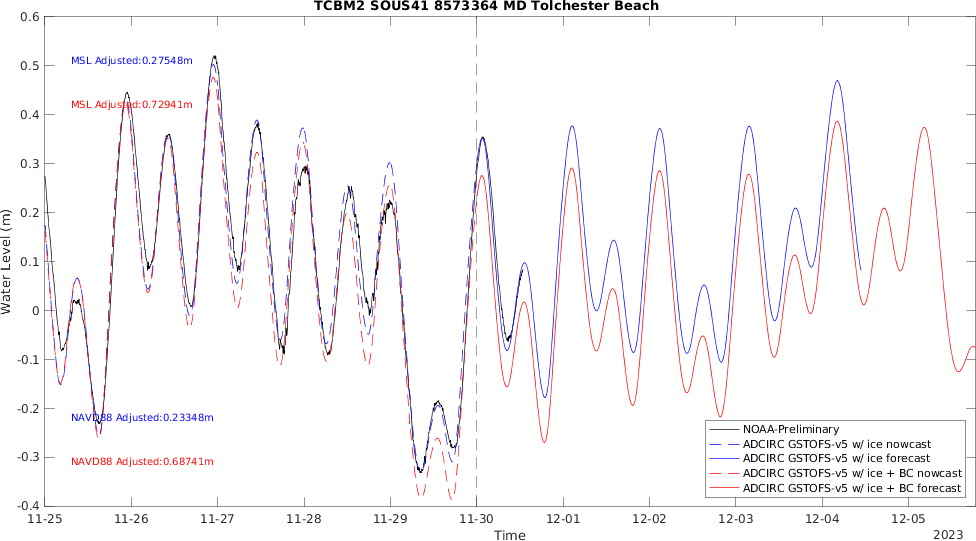 TCBM2 SOUS41 8573364 MD Tolchester Beach
0.6
0.5
0.4
0.3
0.2
0.1
0
-0.1
-0.2
-0.3
-0.4
Water Level (m)
MSL Adjusted:0.27548m
MSL Adjusted:0.72941m
NAVD88 Adjusted:0.23348m
NAVD88 Adjusted:0.68741m
NOAA-Preliminary
ADCIRC GSTOFS-v5 w/ ice nowcast
ADCIRC GSTOFS-v5 w/ ice forecast
ADCIRC GSTOFS-v5 w/ ice + BC nowcast
ADCIRC GSTOFS-v5 w/ ice + BC forecast
11-25 11-26 11-27 11-28 11-29 11-30 12-01 12-02 12-03 12-04 12-05
Time
2023